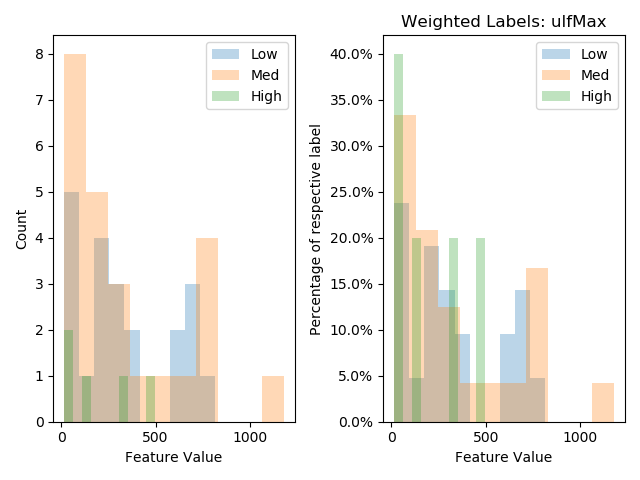 Weighted Labels: ulfMax
8
7
6
5
4
3
2
1
0
Count
0 500 1000
Feature Value
Low
Med
High
40.0%
35.0%
30.0%
25.0%
20.0%
15.0%
10.0%
5.0%
0.0%
Percentage of respective label
0 500 1000
Feature Value
Low
Med
High